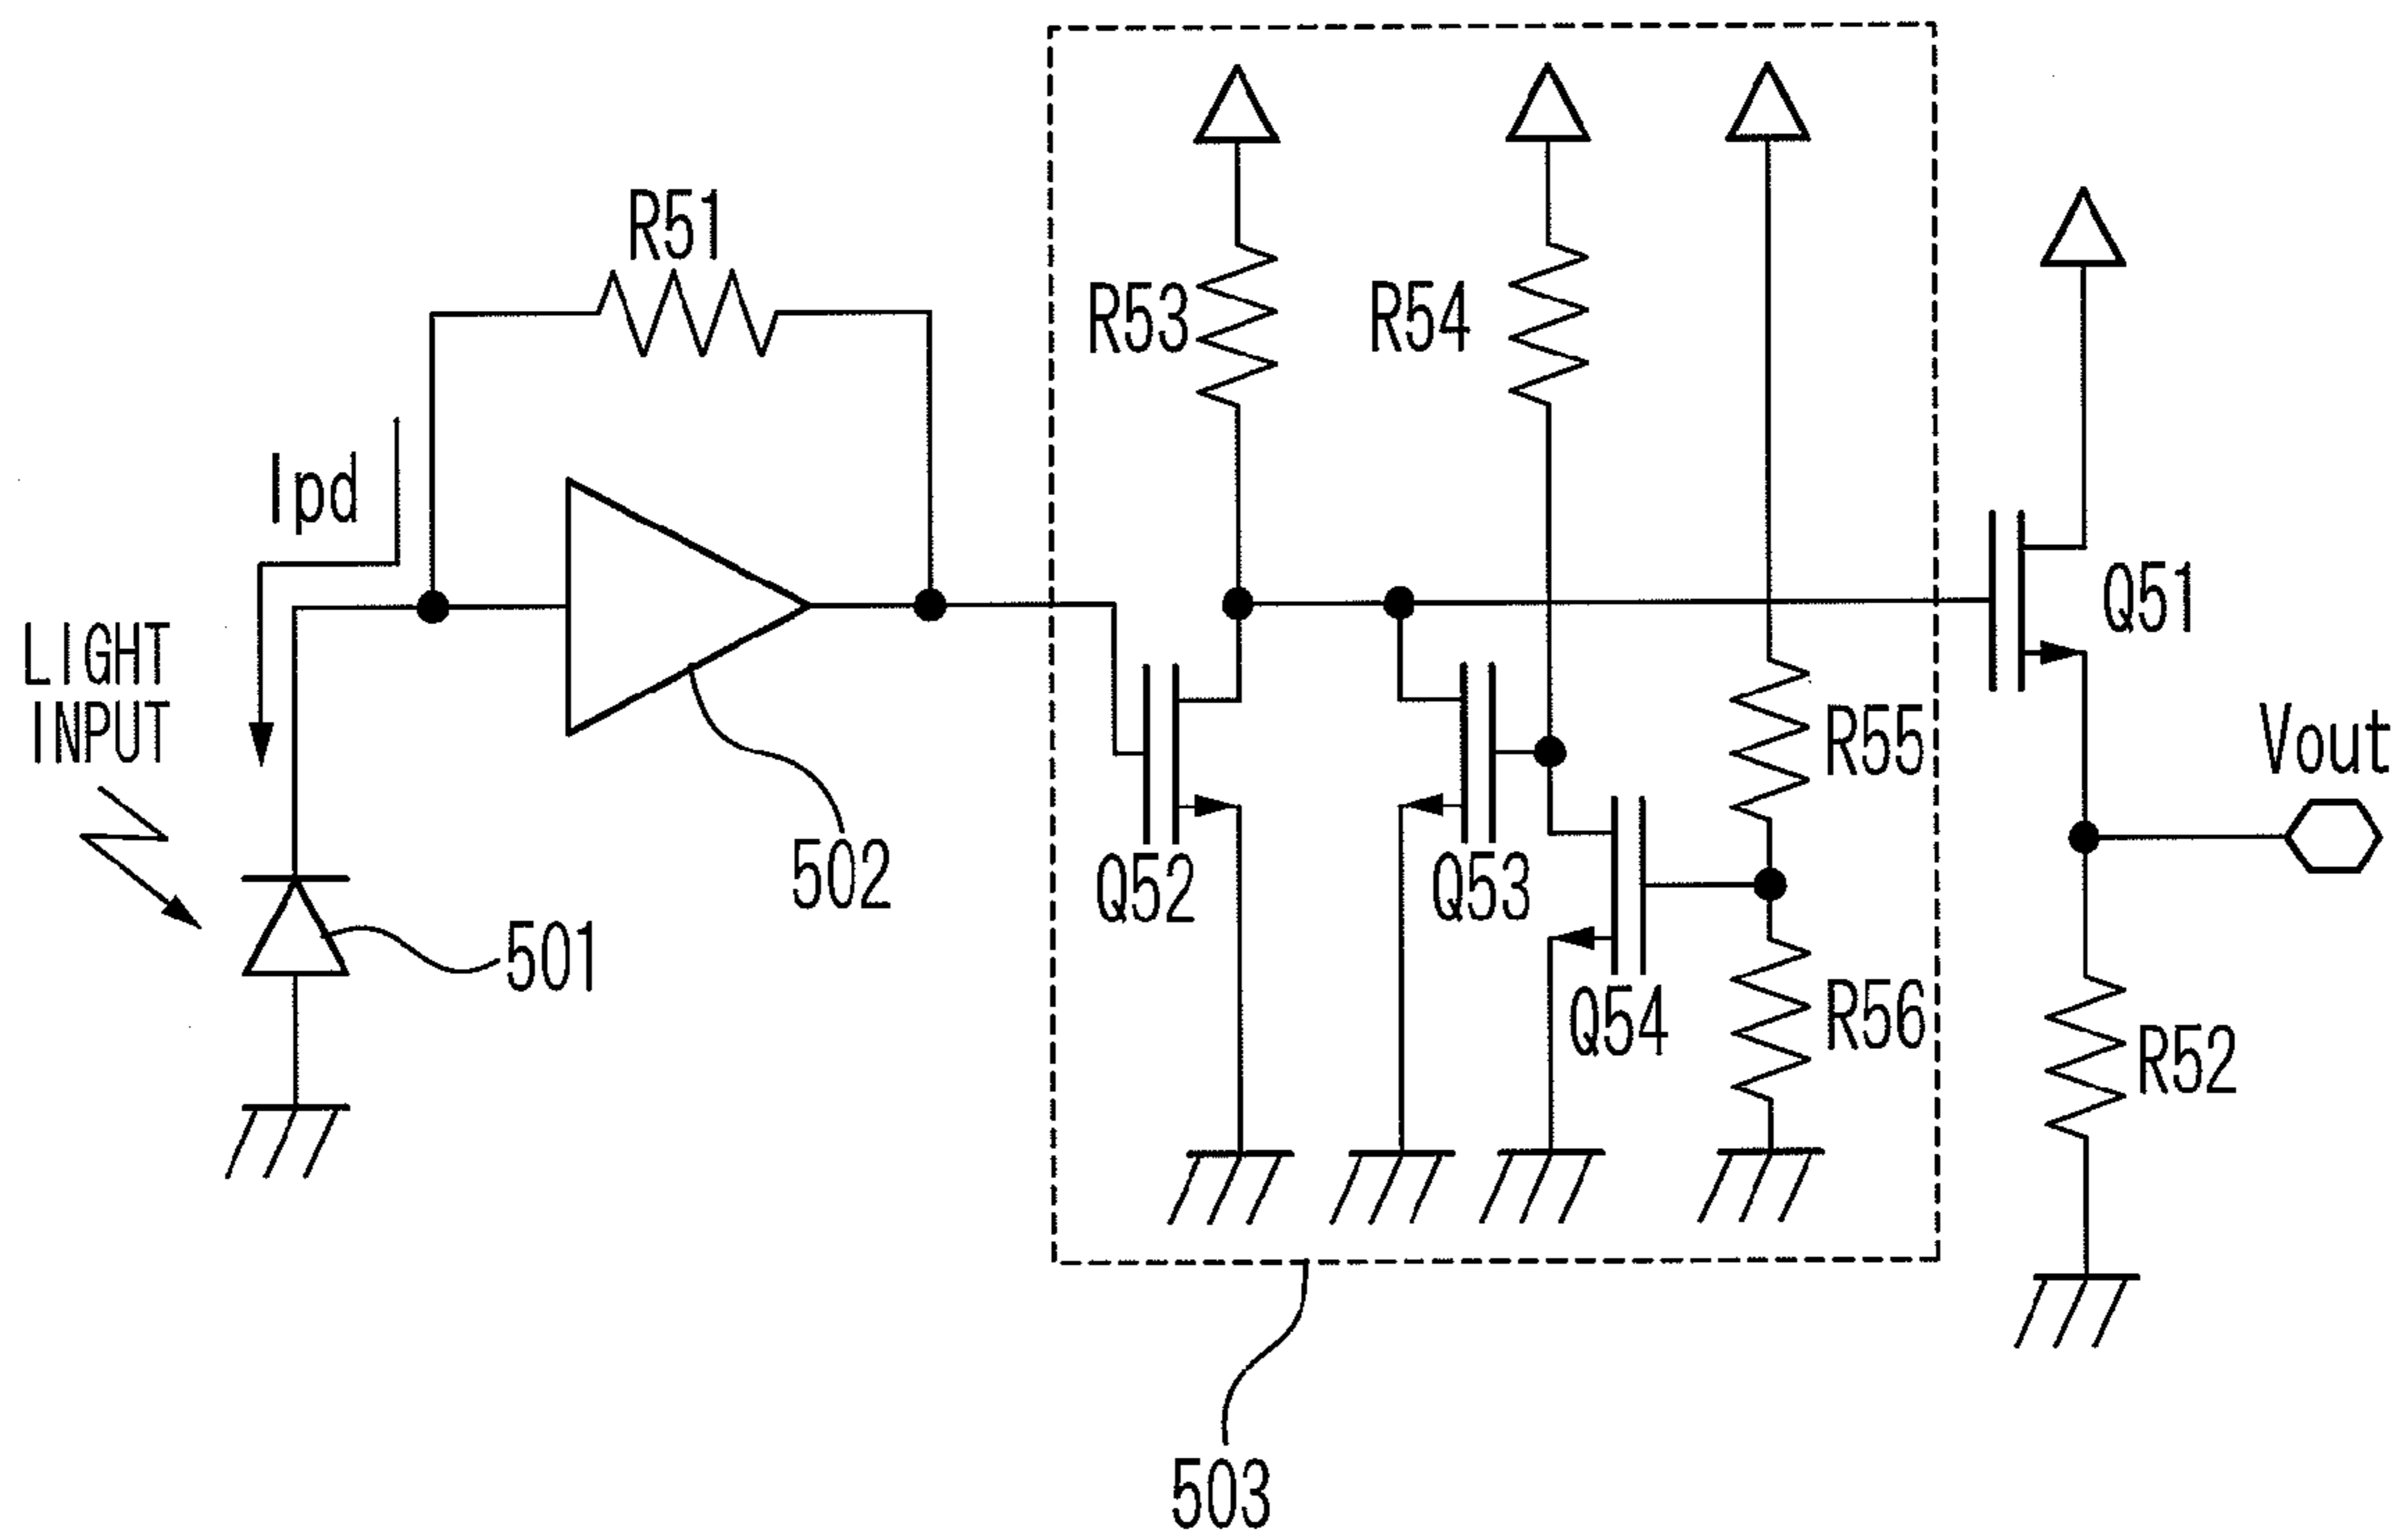 R51
R53
R54
Ipd
Q51
LIGHT
INPUT
R55
Vout
502
Q52
Q53
501
Q54
R56
R52
503